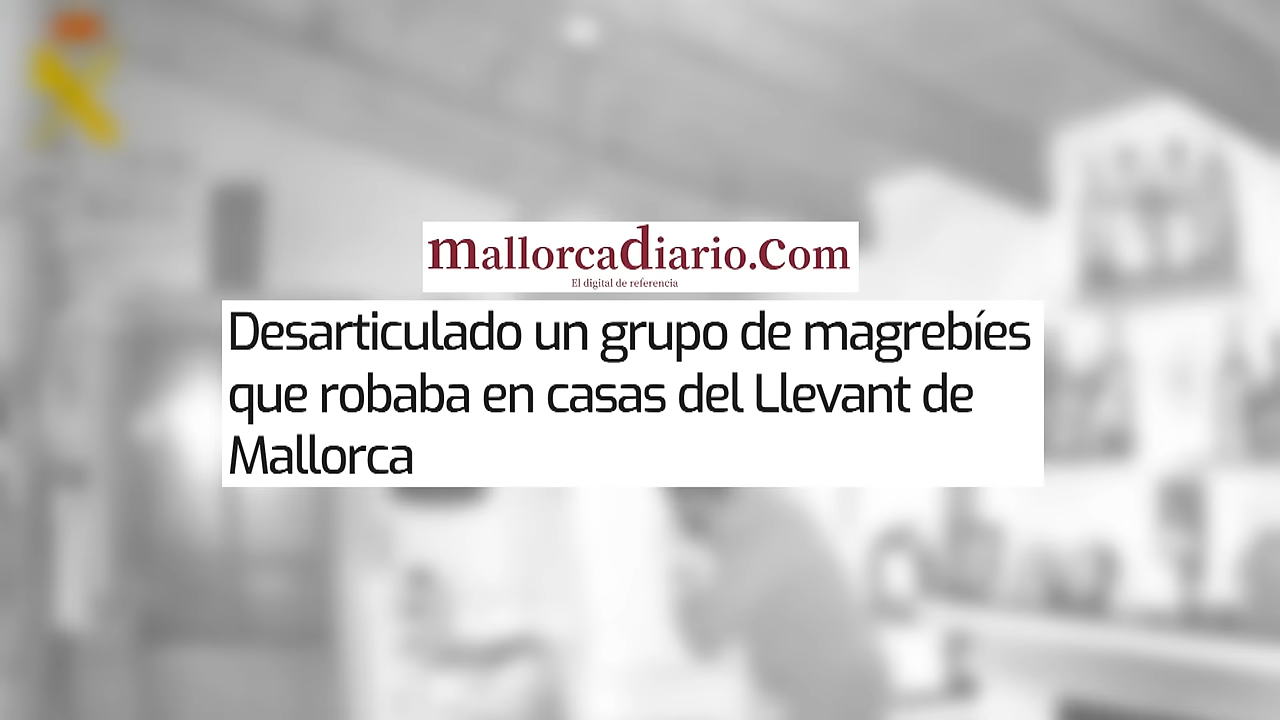 mallorcadiario.com
El digital de referencia
Desarticulado un grupo de magrebíes
que robaba en casas del Llevant de
Mallorca